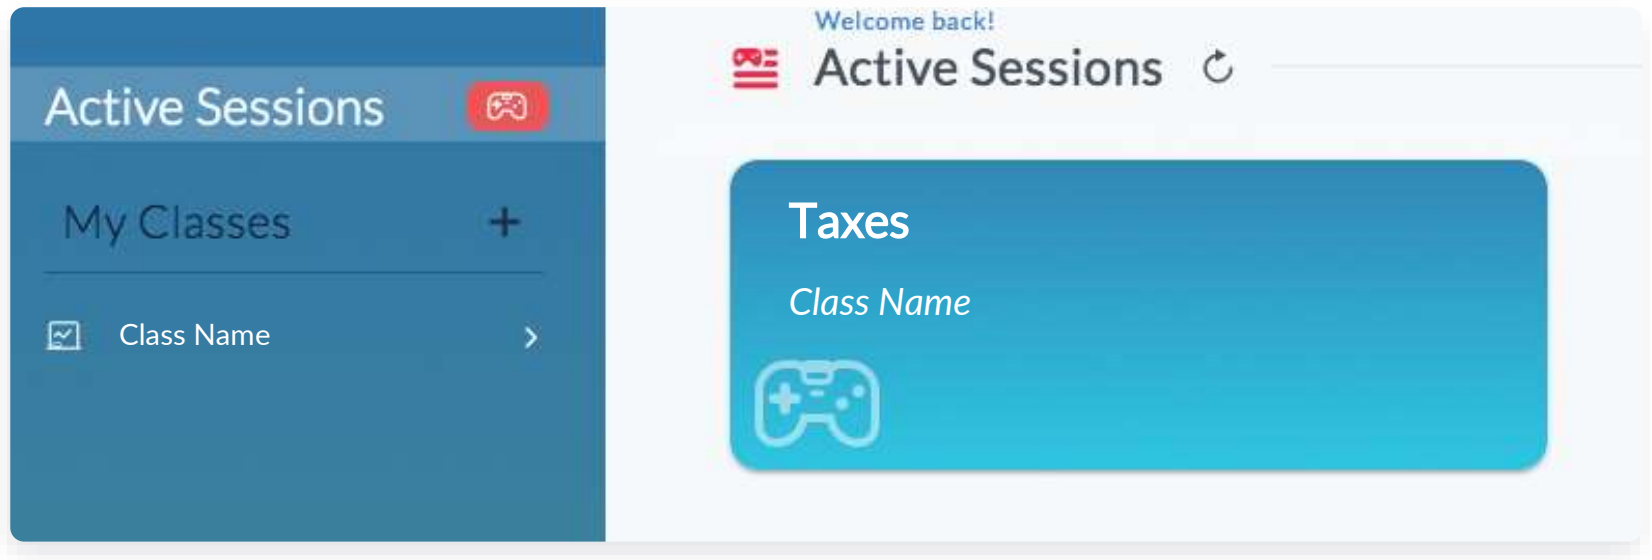 Active Sessions
My Classes +
Class Name
Welcome back!
Active Sessions
Taxes
Class Name